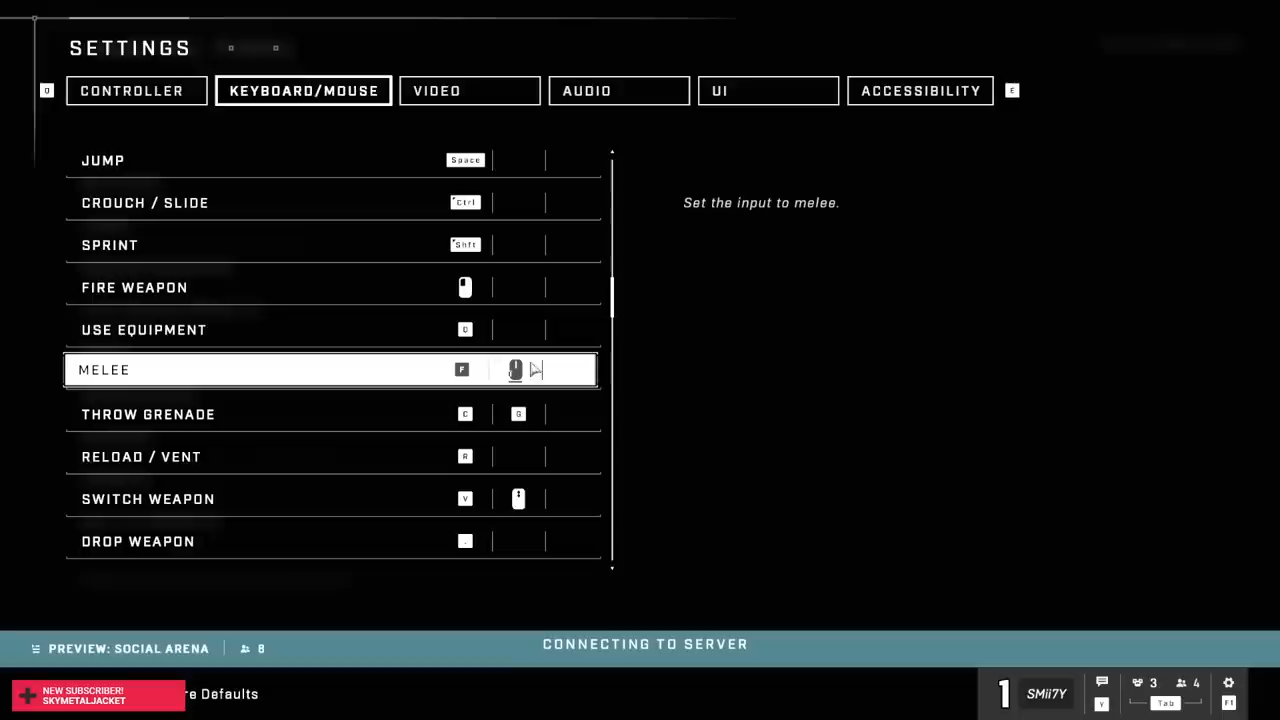 SETTINGS
CONTROLLER
KEYBOARD/MOUSE
VIDEO
AUDIO
UI
ACCESSIBILITY
E
JUMP Space
CROUCH / SLIDE Ctrl
SPRINT Shft
FIRE WEAPON
USE EQUIPMENT Q
MELEE F
THROW GRENADE C G
RELOAD / VENT R
SWITCH WEAPON V
DROP WEAPON .
Set the input to melee.
PREVIEW: SOCIAL ARENA 8
CONNECTING TO SERVER
NEW SUBSCRIBER!
SKYMETALJACKET
re Defaults
1 SMii7Y
Y
3 4
Tab
F1